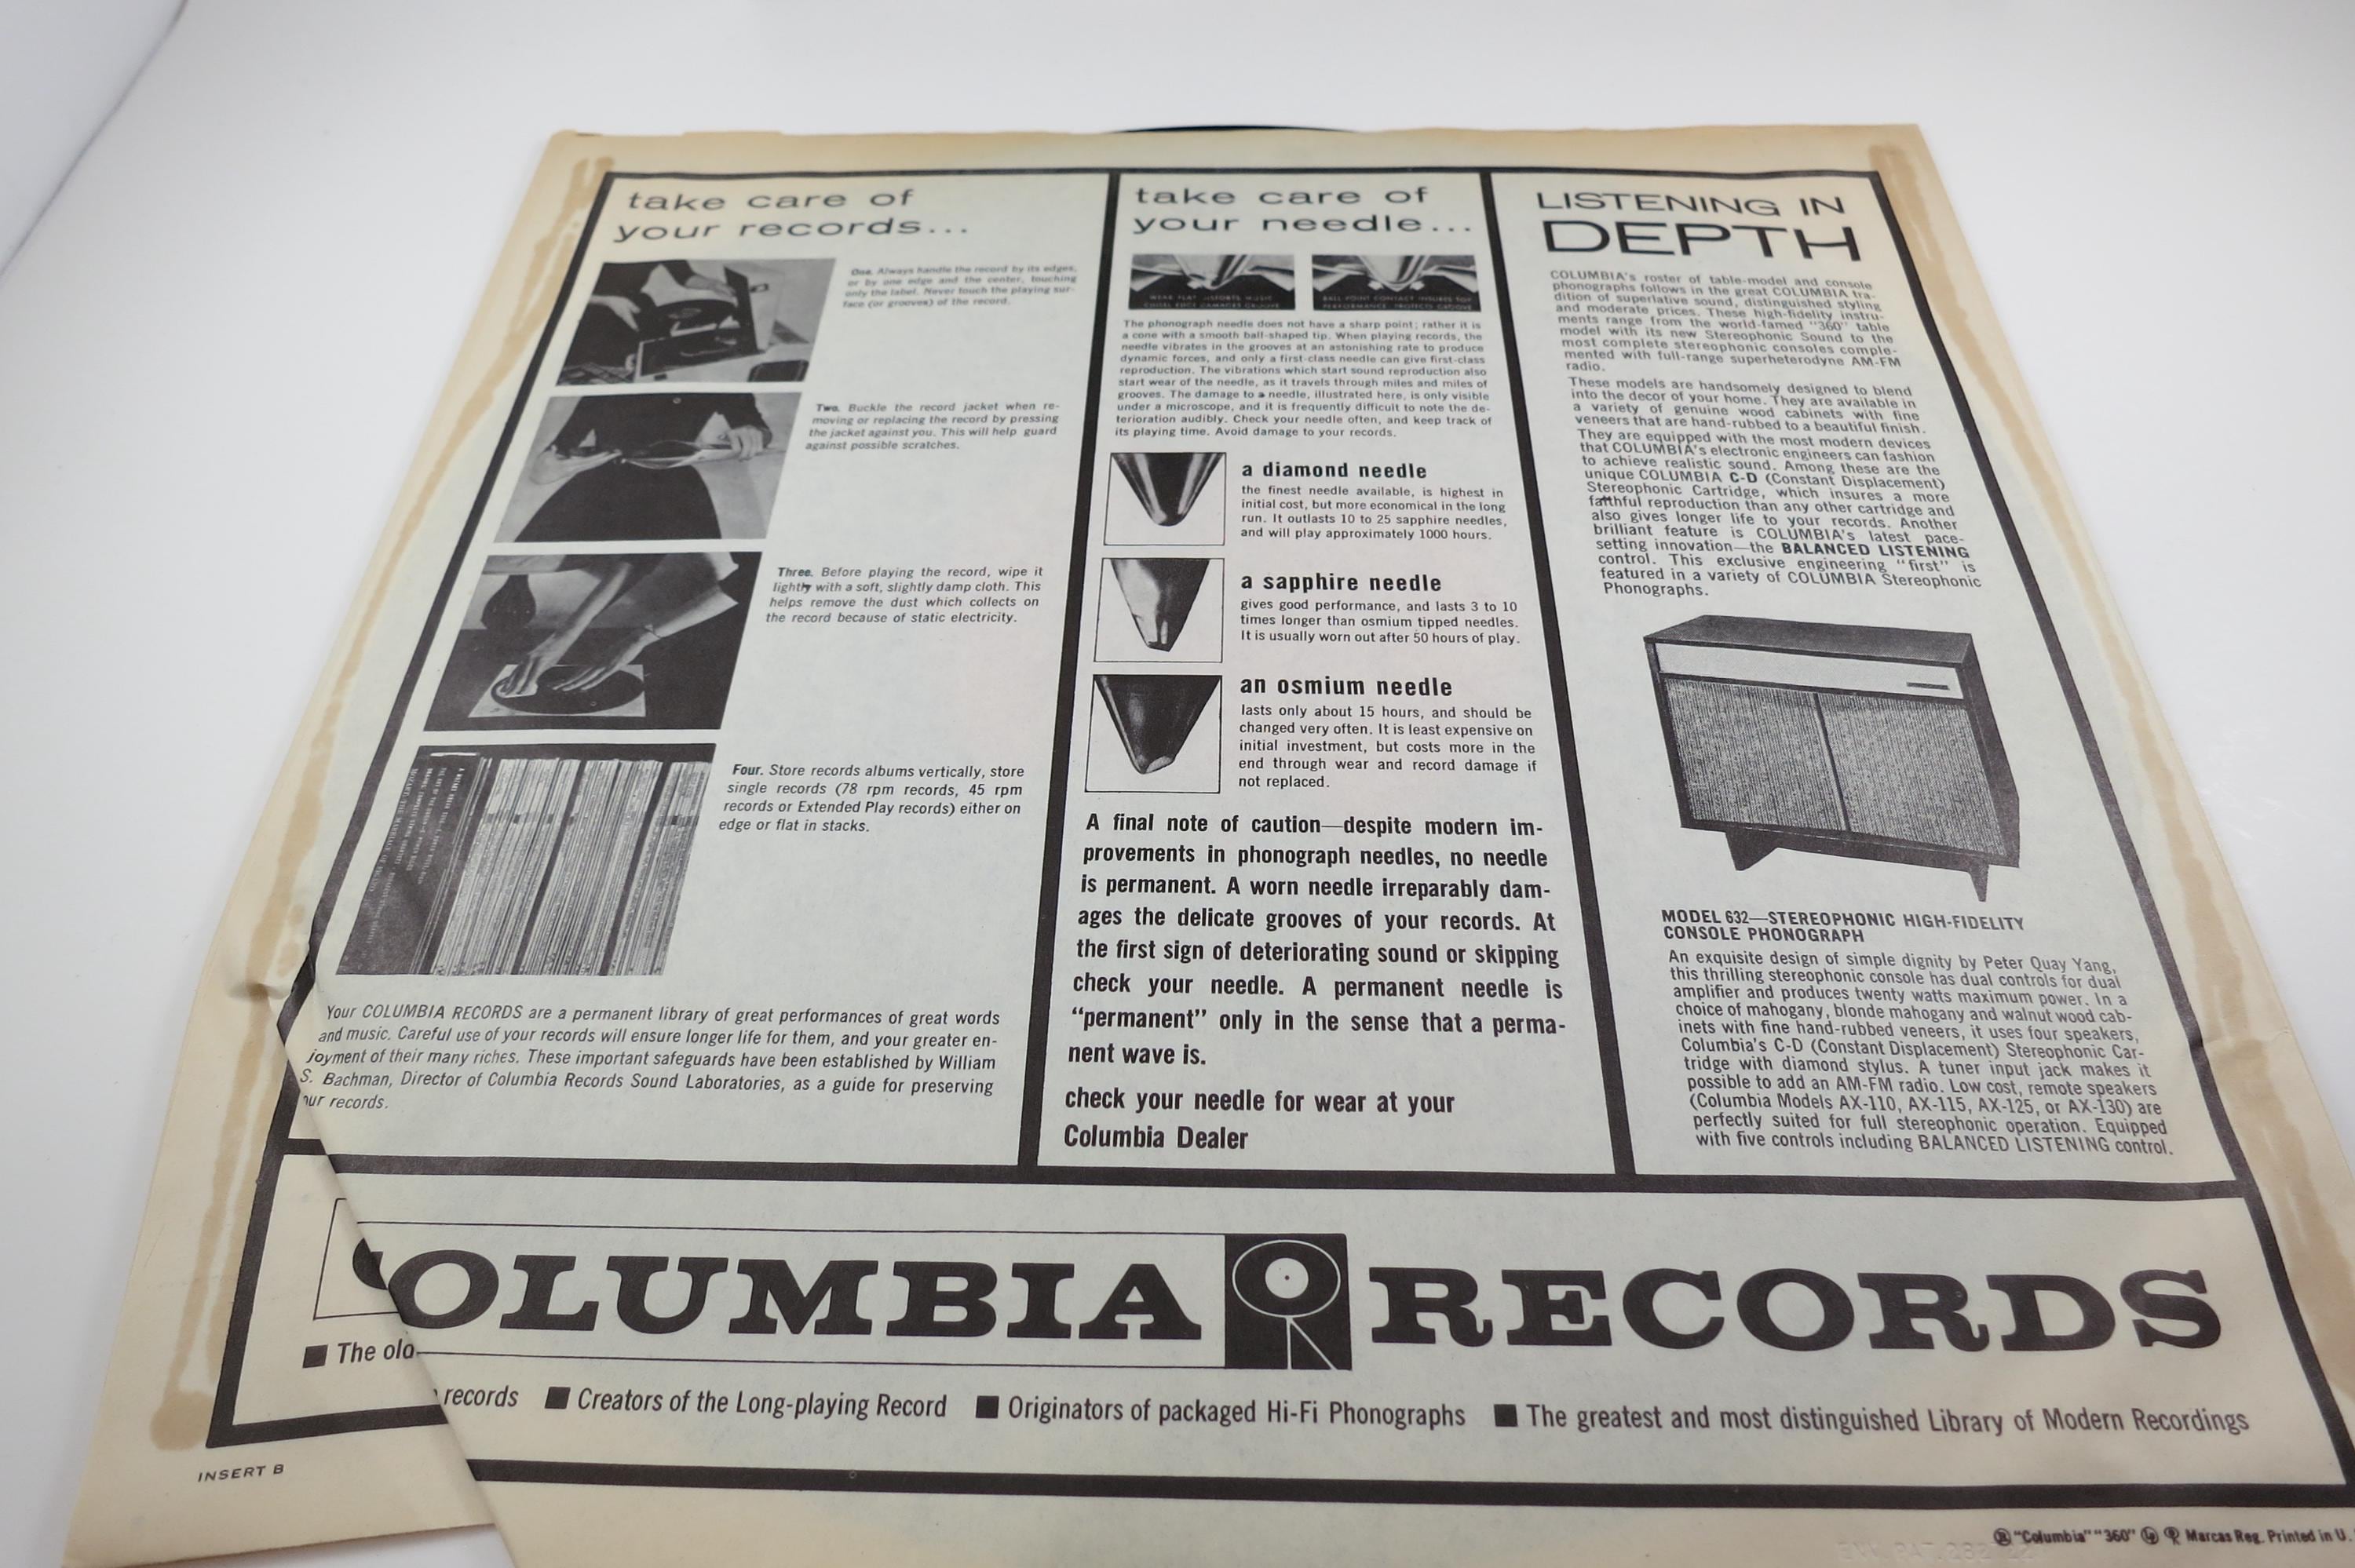 take care of
your records...
One. Always handle the record by its edges,
or by one edge and the center, touching
only the label. Never touch the playing sur-
face (or grooves) of the record.
Two. Buckle the record jacket when re-
moving or replacing the record by pressing
the jacket against you. This will help guard
against possible scratches.
Three. Before playing the record, wipe it
lightly with a soft, slightly damp cloth. This
helps remove the dust which collects on
the record because of static electricity.
Four. Store records albums vertically, store
single records (78 rpm records, 45 rpm
records or Extended Play records) either on
edge or flat in stacks.
Your COLUMBIA RECORDS are a permanent library of great performances of great words
and music. Careful use of your records will ensure longer life for them, and your greater en-
joyment of their many riches. These important safeguards have been established by William
S. Bachman, Director of Columbia Records Sound Laboratories, as a guide for preserving
our records.
take care of
your needle...
The phonograph needle does not have a sharp point; rather it is
a cone with a smooth ball-shaped tip. When playing records, the
needle vibrates in the grooves at an astonishing rate to produce
dynamic forces, and only a first-class needle can give first-class
reproduction. The vibrations which start sound reproduction also
start wear of the needle, as it travels through miles and miles of
grooves. The damage to a needle, illustrated here, is only visible
under a microscope, and it is frequently difficult to note the de-
terioration audibly. Check your needle often, and keep track of
its playing time. Avoid damage to your records.
a diamond needle
the finest needle available, is highest in
initial cost, but more economical in the long
run. It outlasts 10 to 25 sapphire needles,
and will play approximately 1000 hours.
a sapphire needle
gives good performance, and lasts 3 to 10
times longer than osmium tipped needles.
It is usually worn out after 50 hours of play.
an osmium needle
lasts only about 15 hours, and should be
changed very often. It is least expensive on
initial investment, but costs more in the
end through wear and record damage if
not replaced.
A final note of caution—despite modern im-
provements in phonograph needles, no needle
is permanent. A worn needle irreparably dam-
ages the delicate grooves of your records. At
the first sign of deteriorating sound or skipping
check your needle. A permanent needle is
“permanent” only in the sense that a perma-
nent wave is.
check your needle for wear at your
Columbia Dealer
LISTENING IN
DEPTH
COLUMBIA's roster of table-model and console
phonographs follows in the great COLUMBIA tra-
dition of superlative sound, distinguished styling
and moderate prices. These high-fidelity instru-
ments range from the world-famed "360" table
model with its new Stereophonic Sound to the
most complete stereophonic consoles comple-
mented with full-range superheterodyne AM-FM
radio.
These models are handsomely designed to blend
into the decor of your home. They are available in
a variety of genuine wood cabinets with fine
veneers that are hand-rubbed to a beautiful finish.
They are equipped with the most modern devices
that COLUMBIA's electronic engineers can fashion
to achieve realistic sound. Among these are the
unique COLUMBIA C-D (Constant Displacement)
Stereophonic Cartridge, which insures a more
faithful reproduction than any other cartridge and
also gives longer life to your records. Another
brilliant feature is COLUMBIA's latest pace-
setting innovation—the BALANCED LISTENING
control. This exclusive engineering "first" is
featured in a variety of COLUMBIA Stereophonic
Phonographs.
MODEL 632—STEREOPHONIC HIGH-FIDELITY
CONSOLE PHONOGRAPH
An exquisite design of simple dignity by Peter Quay Yang,
this thrilling stereophonic console has dual controls for dual
amplifier and produces twenty watts maximum power. In a
choice of mahogany, blonde mahogany and walnut wood cab-
inets with fine hand-rubbed veneers, it uses four speakers,
Columbia's C-D (Constant Displacement) Stereophonic Car-
tridge with diamond stylus. A tuner input jack makes it
possible to add an AM-FM radio. Low cost, remote speakers
(Columbia Models AX-110, AX-115, AX-125, or AX-130) are
perfectly suited for full stereophonic operation. Equipped
with five controls including BALANCED LISTENING control.
COLUMBIA RECORDS
■ The old
records ■ Creators of the Long-playing Record ■ Originators of packaged Hi-Fi Phonographs ■ The greatest and most distinguished Library of Modern Recordings
INSERT B
® "Columbia" "360" Marcas Reg. Printed in U.